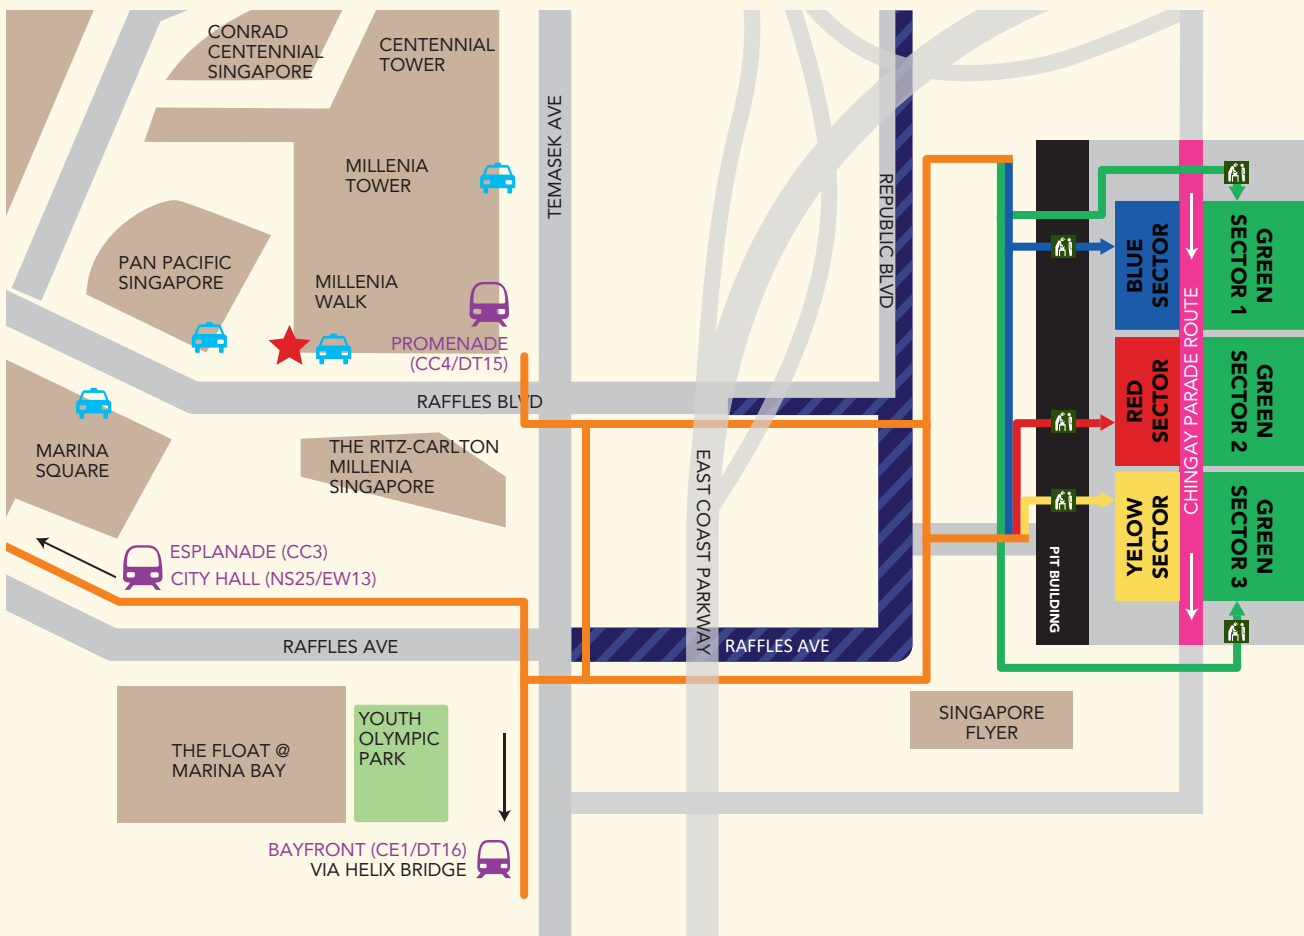 CONRAD
CENTENNIAL
SINGAPORE
CENTENNIAL
TOWER
MILLENIA
TOWER
TEMASEK AVE
REPUBLIC BLVD
PAN PACIFIC
SINGAPORE
MILLENIA
WALK
PROMENADE
(CC4/DT15)
RAFFLES BLVD
MARINA
SQUARE
THE RITZ-CARLTON
MILLENIA
SINGAPORE
EAST COAST PARKWAY
ESPLANADE (CC3)
CITY HALL (NS25/EW13)
RAFFLES AVE
RAFFLES AVE
THE FLOAT @
MARINA BAY
YOUTH
OLYMPIC
PARK
BAYFRONT (CE1/DT16)
VIA HELIX BRIDGE
SINGAPORE
FLYER
PIT BUILDING
BLUE
SECTOR
RED
SECTOR
YELOW
SECTOR
CHINGAY PARADE ROUTE
GREEN
SECTOR 1
GREEN
SECTOR 2
GREEN
SECTOR 3